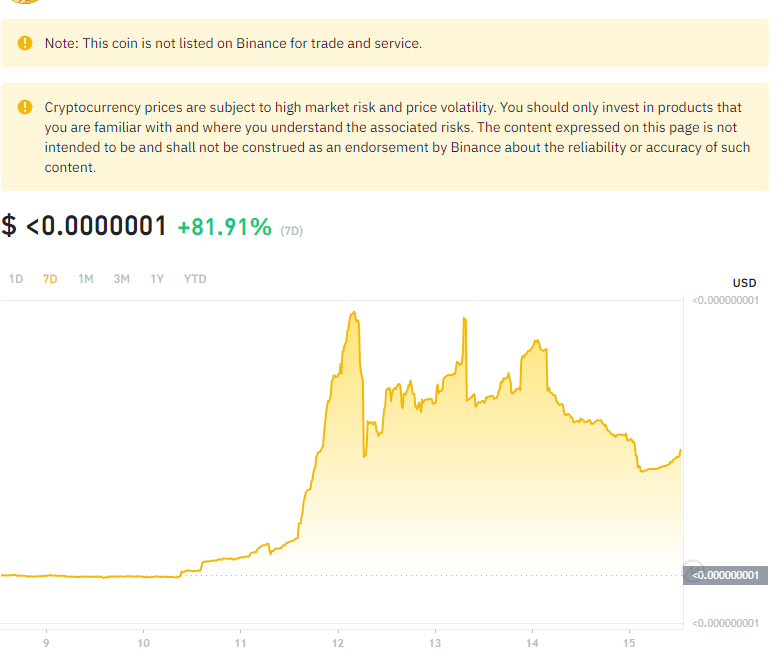 Note: This coin is not listed on Binance for trade and service.
Cryptocurrency prices are subject to high market risk and price volatility. You should only invest in products that
you are familiar with and where you understand the associated risks. The content expressed on this page is not
intended to be and shall not be construed as an endorsement by Binance about the reliability or accuracy of such
content.
$ <0.0000001 +81.91% (7D)
1D 7D 1M 3M 1Y YTD
USD
<0.000000001
<0.000000001
<0.000000001
9 10 11 12 13 14 15